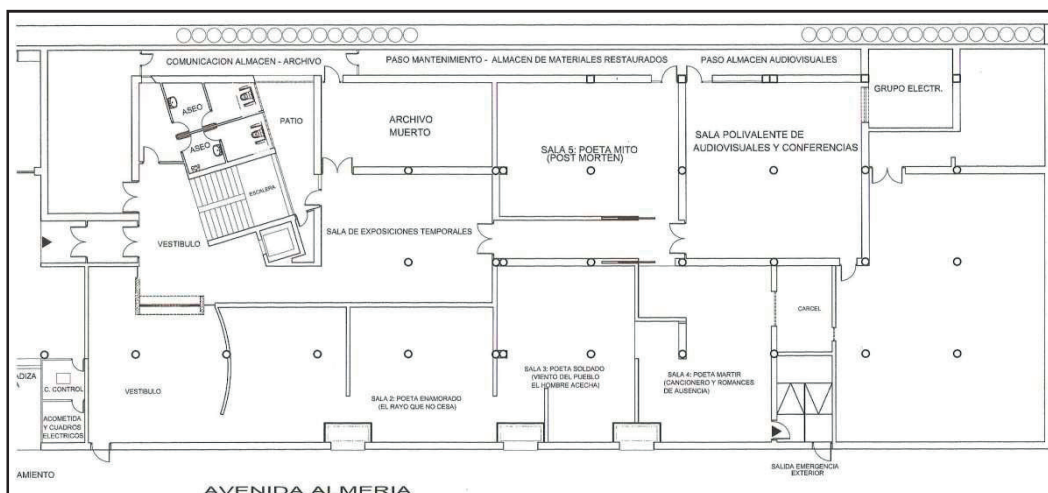 COMUNICACION ALMACEN - ARCHIVO
PASO MANTENIMIENTO - ALMACEN DE MATERIALES RESTAURADOS
PASO ALMACEN AUDIOVISUALES
GRUPO ELECTR.
ASEO
PATIO
ARCHIVO
MUERTO
ASEO
SALA 5: POETA MITO
(POST MORTEN)
SALA POLIVALENTE DE
AUDIOVISUALES Y CONFERENCIAS
ESCALERA
VESTIBULO
SALA DE EXPOSICIONES TEMPORALES
CARCEL
SALA 3: POETA SOLDADO
(VIENTO DEL PUEBLO
EL HOMBRE ACECHA)
SALA 4: POETA MARTIR
(CANCIONERO Y ROMANCES
DE AUSENCIA)
ADIZA
C. CONTROL
VESTIBULO
SALA 2: POETA ENAMORADO
(EL RAYO QUE NO CESA)
ACOMETIDA
Y CUADROS
ELECTRICOS
SALIDA EMERGENCIA
EXTERIOR
AMIENTO
AVENIDA ALMERIA